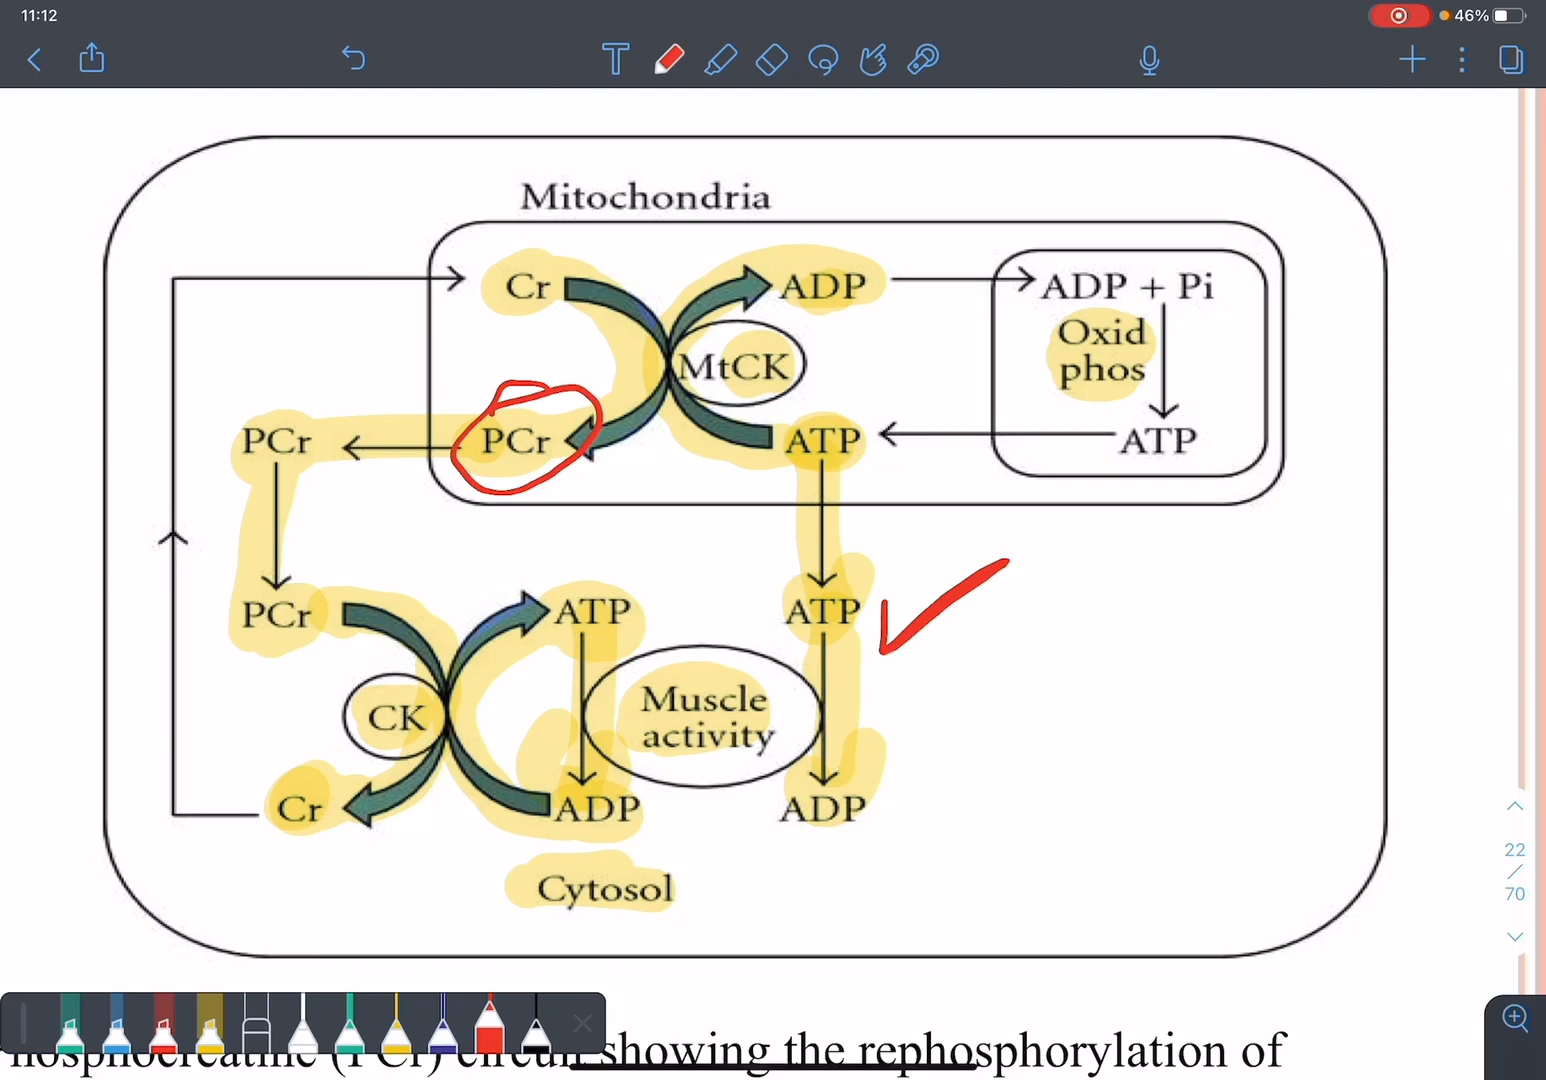 11:12
46%
T
Mitochondria
Cr ADP ADP + Pi
Oxid
phos
MtCK
PCr PCr ATP ATP
PCr ATP ATP
CK Muscle
activity
Cr ADP ADP
Cytosol
22
/
70
(PCr) showing the rephosphorylation of